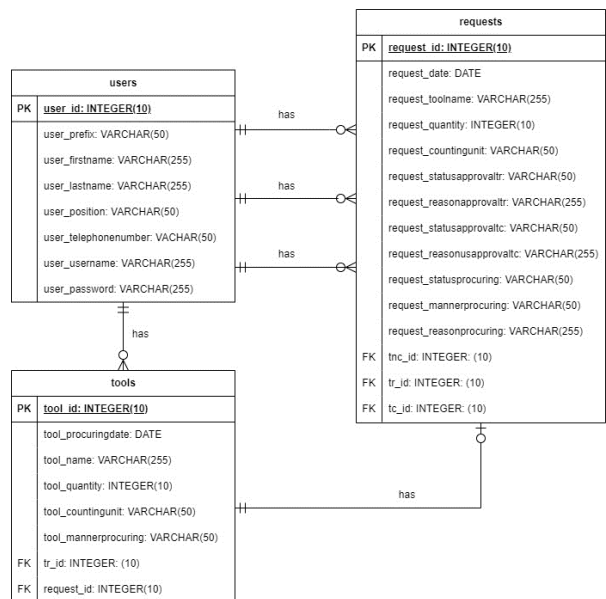 requests
PK request_id: INTEGER(10)
request_date: DATE
request_toolname: VARCHAR(255)
request_quantity: INTEGER(10)
request_countingunit: VARCHAR(50)
request_statusapprovaltr: VARCHAR(50)
request_reasonapprovaltr: VARCHAR(255)
request_statusapprovaltc: VARCHAR(50)
request_reasonusapprovaltc: VARCHAR(255)
request_statusprocuring: VARCHAR(50)
request_mannerprocuring: VARCHAR(50)
request_reasonprocuring: VARCHAR(255)
FK tnc_id: INTEGER: (10)
FK tr_id: INTEGER: (10)
FK tc_id: INTEGER: (10)
users
PK user_id: INTEGER(10)
user_prefix: VARCHAR(50)
user_firstname: VARCHAR(255)
user_lastname: VARCHAR(255)
user_position: VARCHAR(50)
user_telephonenumber: VACHAR(50)
user_username: VARCHAR(255)
user_password: VARCHAR(255)
has
has
has
has
tools
PK tool_id: INTEGER(10)
tool_procuringdate: DATE
tool_name: VARCHAR(255)
tool_quantity: INTEGER(10)
tool_countingunit: VARCHAR(50)
tool_mannerprocuring: VARCHAR(50)
FK tr_id: INTEGER: (10)
FK request_id: INTEGER(10)
has